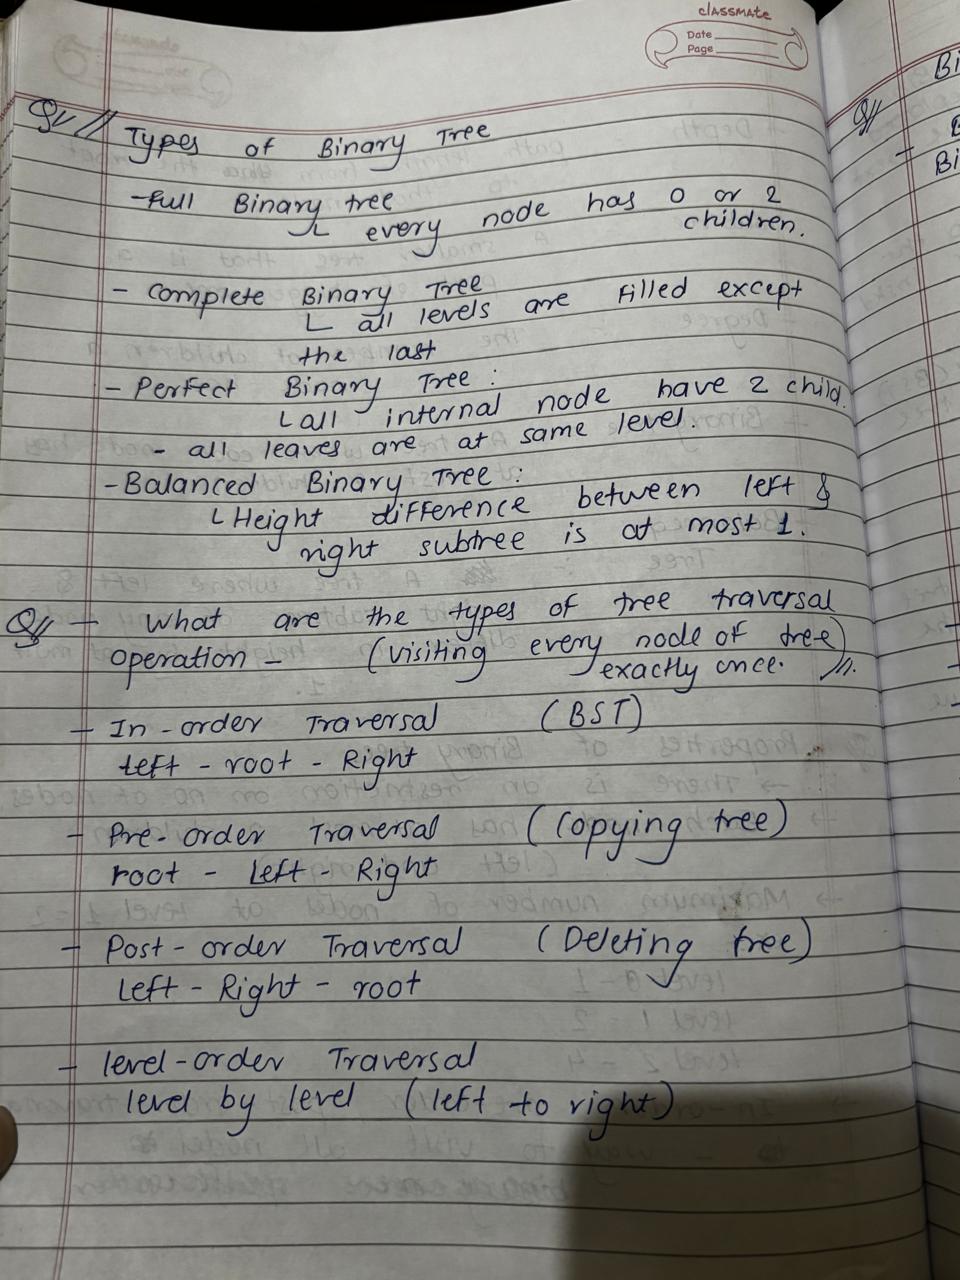 classmate
Date
Page
Q1// Types of Binary Tree
- Full Binary tree
every node has 0 or 2
children.
- Complete Binary Tree
all levels are filled except
the last
- Perfect Binary Tree :
all internal node have 2 child.
- all leaves are at same level.
- Balanced Binary Tree :
Height difference between left &
right subtree is at most 1.
Q// - What are the types of tree traversal
operation - (visiting every node of tree)
exactly once.
- In-order Traversal (BST)
left - root - Right
- Pre-order Traversal (Copying tree)
root - Left - Right
- Post-order Traversal (Deleting tree)
Left - Right - root
- level-order Traversal
level by level (left to right)
Q//
Bi
B
Bi